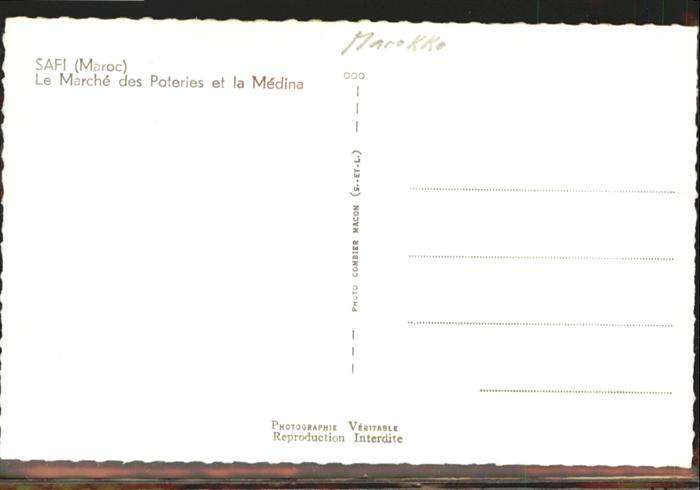 SAFI (Maroc)
Le Marché des Poteries et la Médina
Marokko
PHOTO COMBIER MACON (S.-ET-L.)
PHOTOGRAPHIE VÉRITABLE
Reproduction Interdite